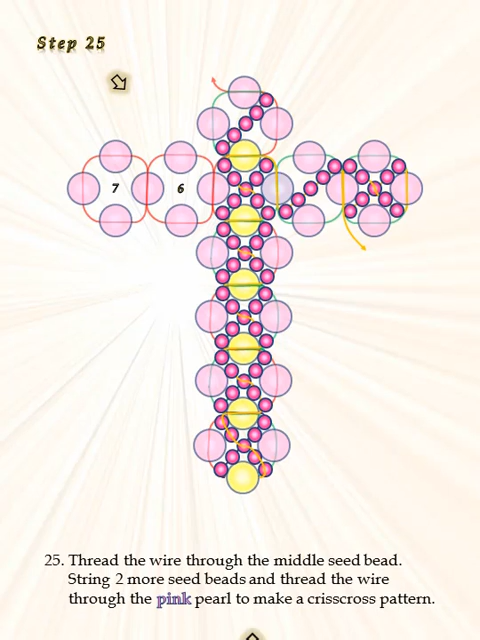 Step 25
7 6
25. Thread the wire through the middle seed bead.
String 2 more seed beads and thread the wire
through the pink pearl to make a crisscross pattern.